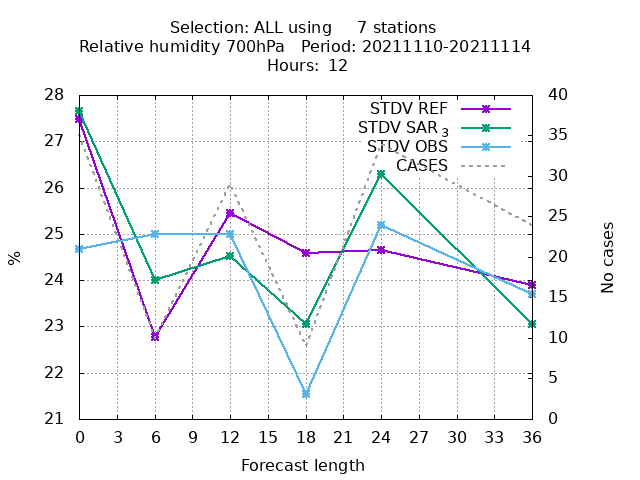 Selection: ALL using     7 stations
Relative humidity 700hPa   Period: 20211110-20211114
Hours: 12
28
27
26
25
24
23
22
21
%
40
35
30
25
20
15
10
5
0
No cases
STDV REF
STDV SAR3
STDV OBS
CASES
0 3 6 9 12 15 18 21 24 27 30 33 36
Forecast length